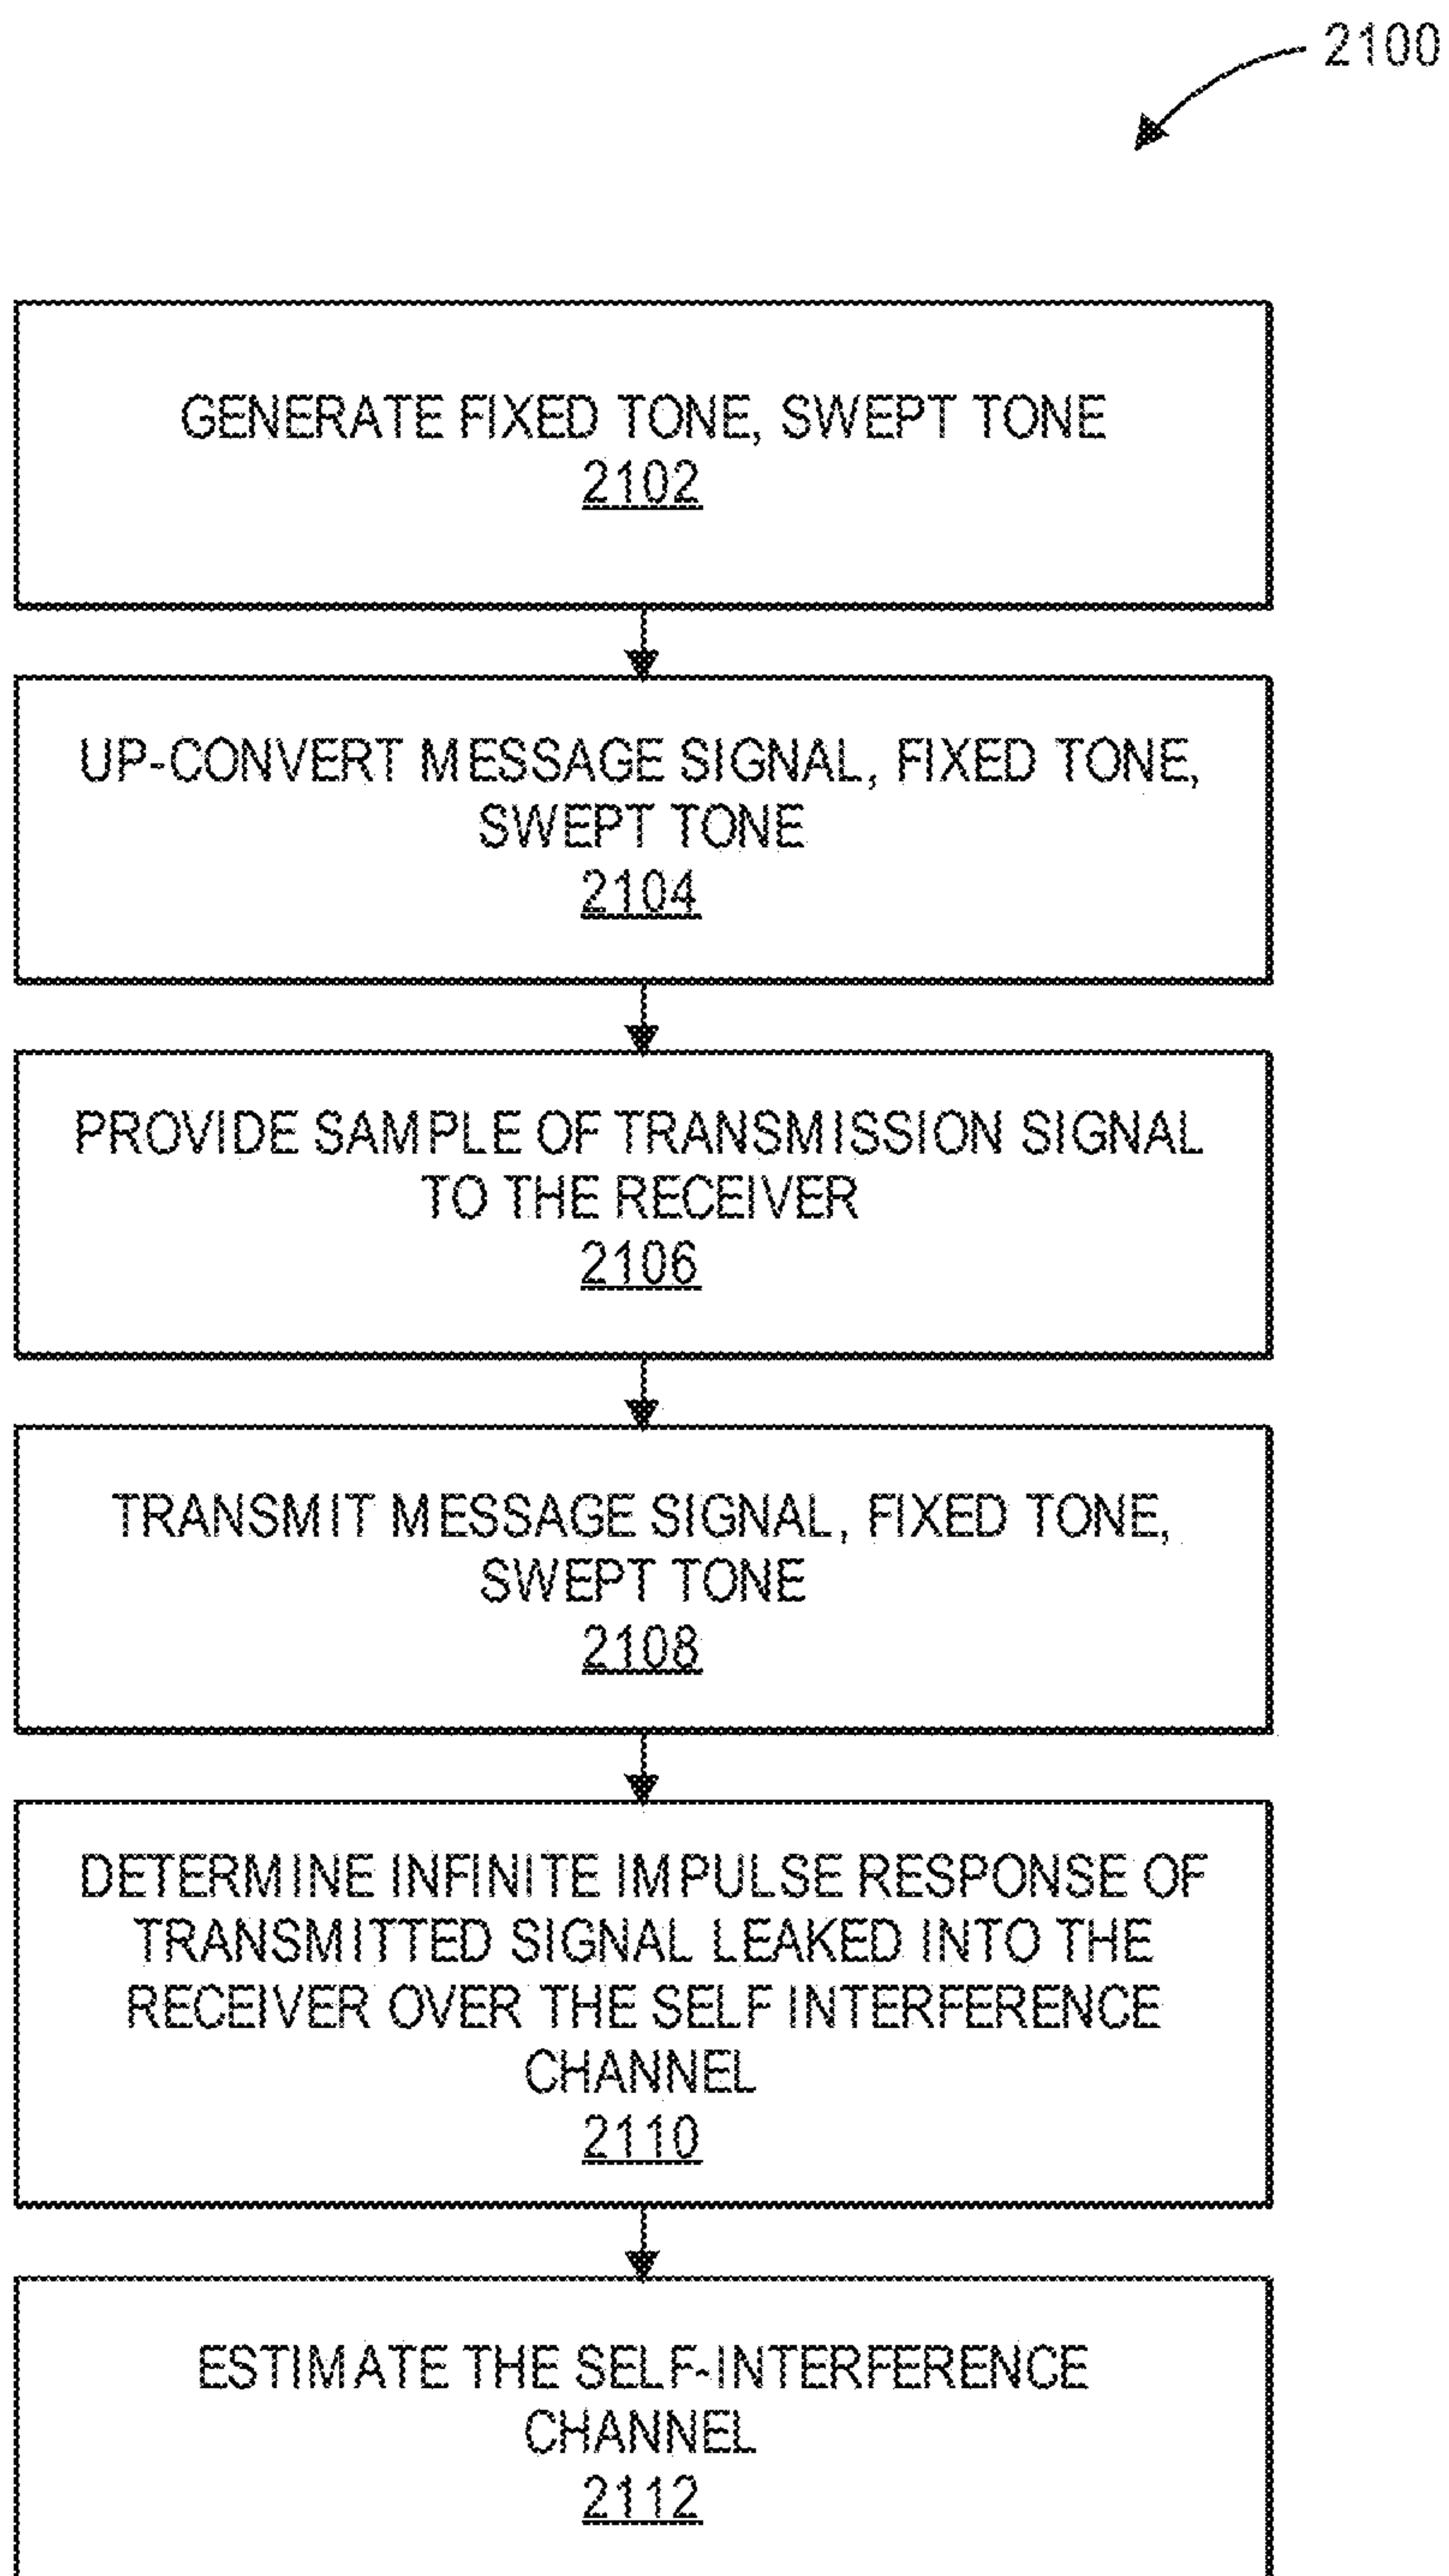 2100
GENERATE FIXED TONE, SWEPT TONE
2102
UP-CONVERT MESSAGE SIGNAL, FIXED TONE,
SWEPT TONE
2104
PROVIDE SAMPLE OF TRANSMISSION SIGNAL
TO THE RECEIVER
2106
TRANSMIT MESSAGE SIGNAL, FIXED TONE,
SWEPT TONE
2108
DETERMINE INFINITE IMPULSE RESPONSE OF
TRANSMITTED SIGNAL LEAKED INTO THE
RECEIVER OVER THE SELF INTERFERENCE
CHANNEL
2110
ESTIMATE THE SELF-INTERFERENCE
CHANNEL
2112